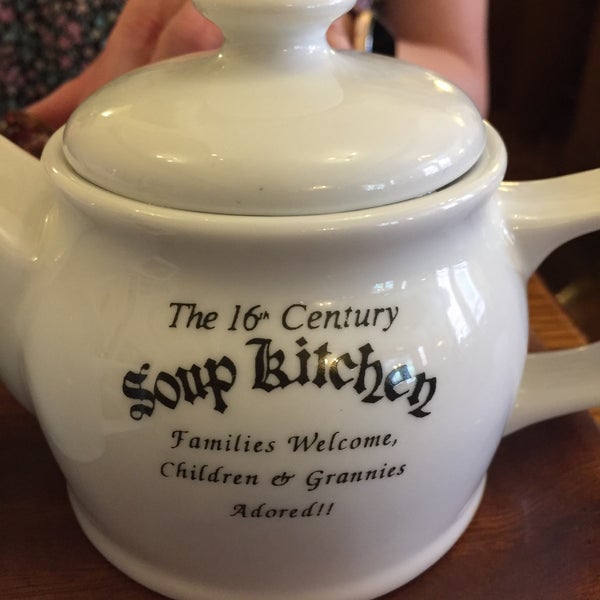 The 16th Century
Soup Kitchen
Families Welcome,
Children & Grannies
Adored!!